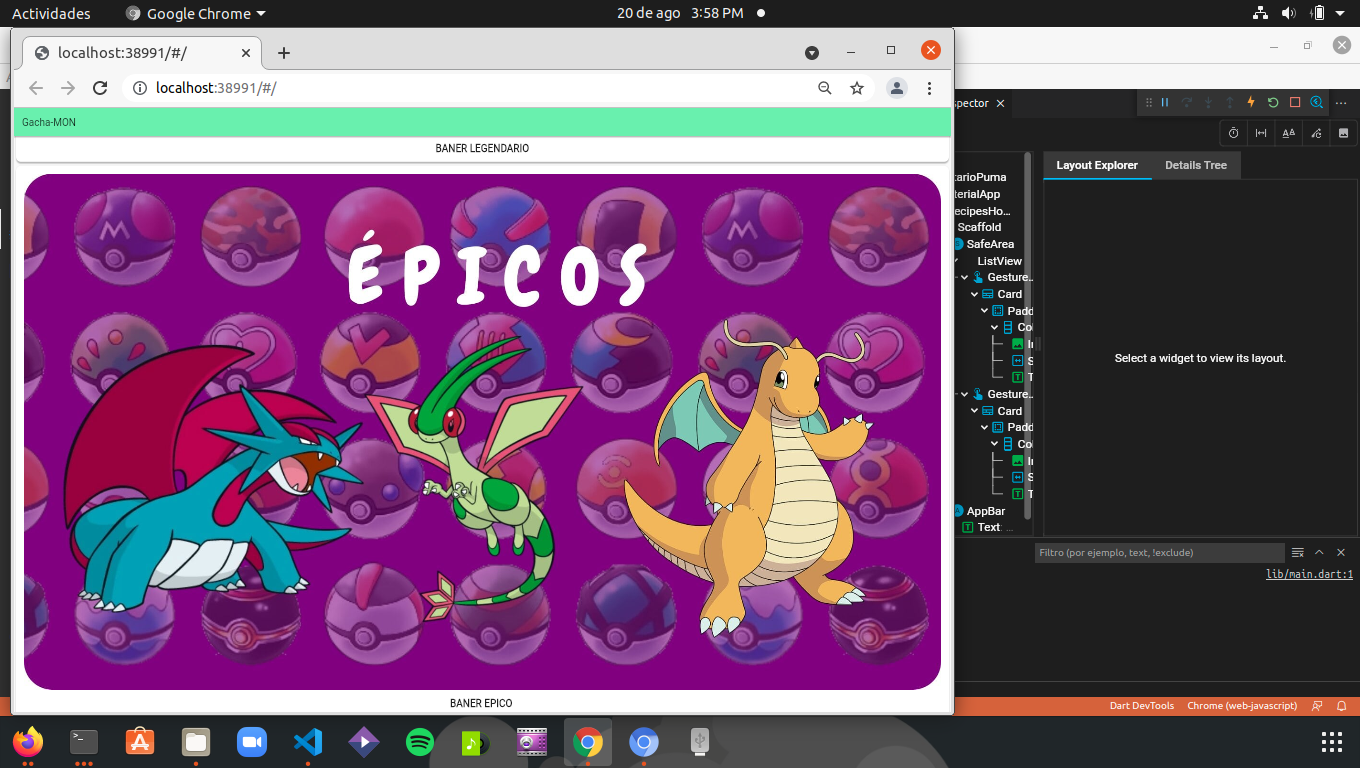 Actividades
Google Chrome
20 de ago 3:58 PM
localhost:38991/#/
localhost:38991/#/
Gacha-MON
BANER LEGENDARIO
ÉPICOS
BANER EPICO
spector
Layout Explorer
Details Tree
tarioPuma
terialApp
ecipesHo...
Scaffold
SafeArea
ListView
Gesture...
Card
Padd
Co
Gesture...
Card
Padd
Co
AppBar
Text ...
Select a widget to view its layout.
Filtro (por ejemplo, text, !exclude)
lib/main.dart:1
Dart DevTools
Chrome (web-javascript)